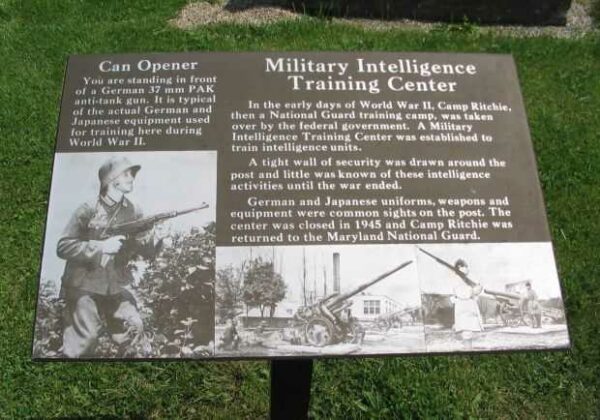 Can Opener
You are standing in front
of a German 37 mm PAK
anti-tank gun. It is typical
of the actual German and
Japanese equipment used
for training here during
World War II.
Military Intelligence
Training Center
In the early days of World War II, Camp Ritchie,
then a National Guard training camp, was taken
over by the federal government. A Military
Intelligence Training Center was established to
train intelligence units.
A tight wall of security was drawn around the
post and little was known of these intelligence
activities until the war ended.
German and Japanese uniforms, weapons and
equipment were common sights on the post. The
center was closed in 1945 and Camp Ritchie was
returned to the Maryland National Guard.